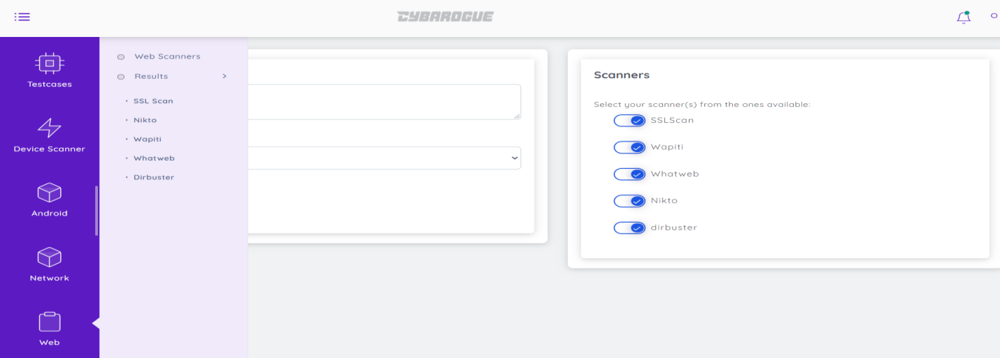 CYBAROGUE
Testcases
Device Scanner
Android
Network
Web
Web Scanners
Results
SSL Scan
Nikto
Wapiti
Whatweb
Dirbuster
Scanners
Select your scanner(s) from the ones available:
SSLScan
Wapiti
Whatweb
Nikto
dirbuster